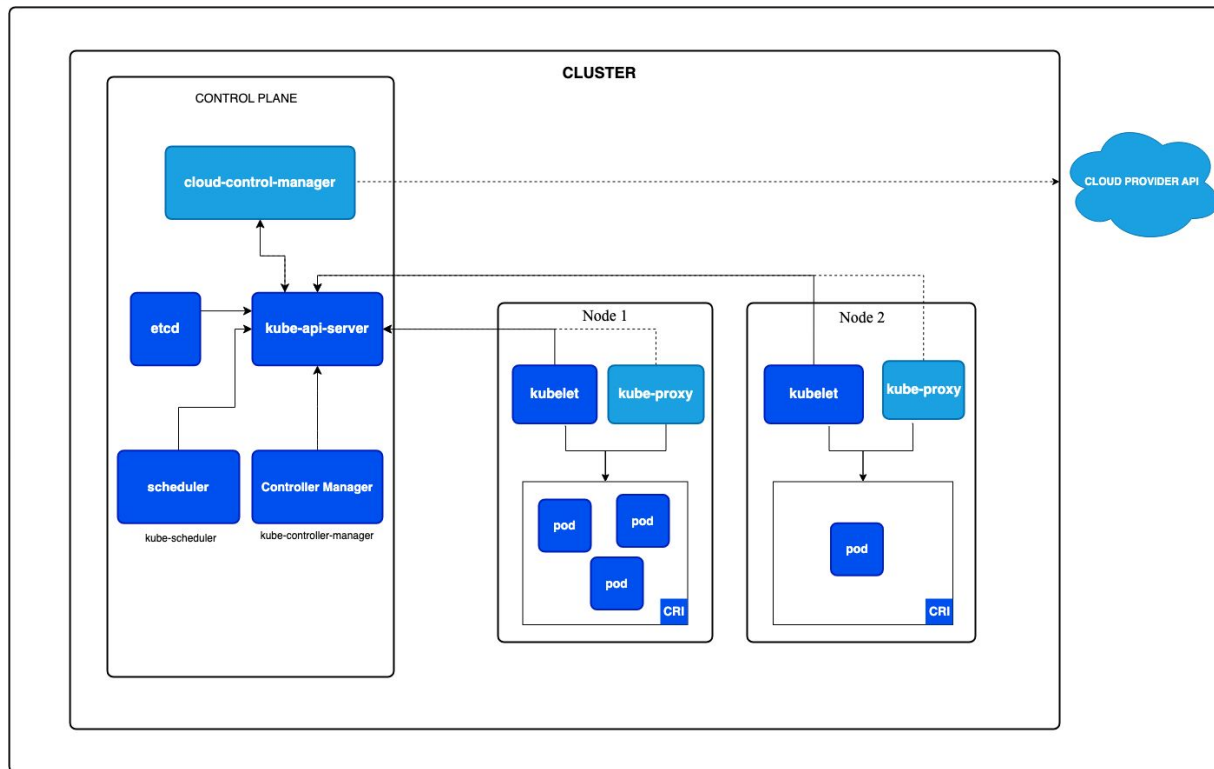 CLUSTER
CONTROL PLANE
cloud-control-manager
CLOUD PROVIDER API
etcd
kube-api-server
scheduler
kube-scheduler
Controller Manager
kube-controller-manager
Node 1
kubelet
kube-proxy
pod
pod
pod
CRI
Node 2
kubelet
kube-proxy
pod
CRI